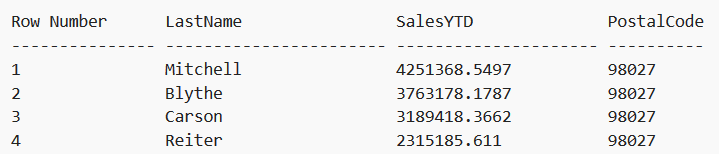 Row Number      LastName               SalesYTD             PostalCode
--------------- ---------------------- -------------------- ----------
1               Mitchell               4251368.5497         98027
2               Blythe                 3763178.1787         98027
3               Carson                 3189418.3662         98027
4               Reiter                 2315185.611          98027